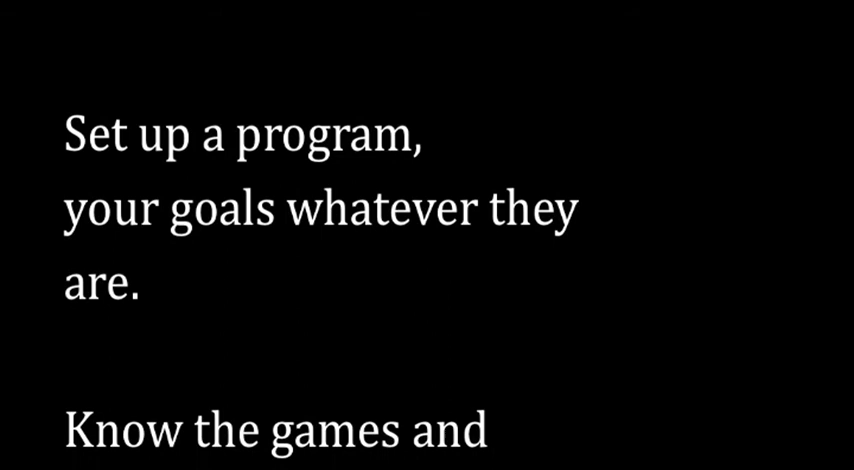 Set up a program,
your goals whatever they
are.
Know the games and